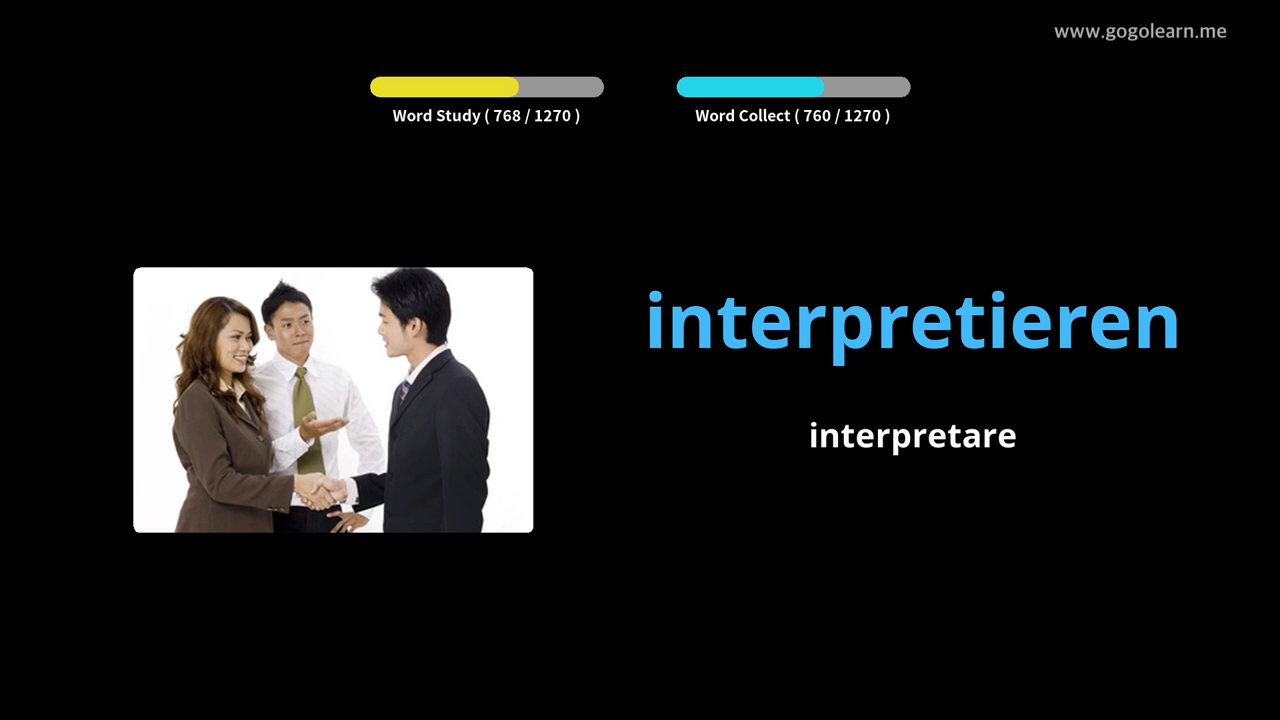 www.gogolearn.me
Word Study ( 768 / 1270 )
Word Collect ( 760 / 1270 )
interpretieren
interpretare